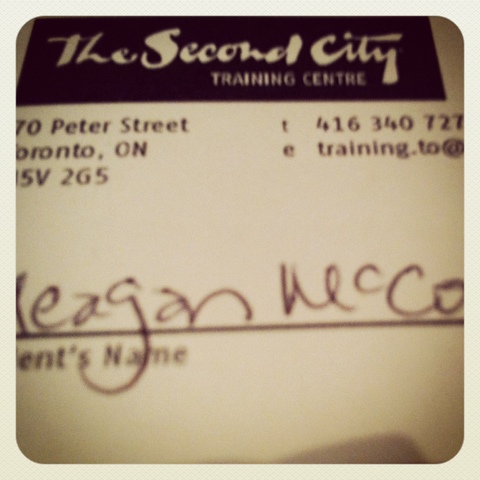 The Second City
TRAINING CENTRE
70 Peter Street t 416 340 727
oronto, ON e training.to@
5V 2G5
eagan McCo
ent's Name